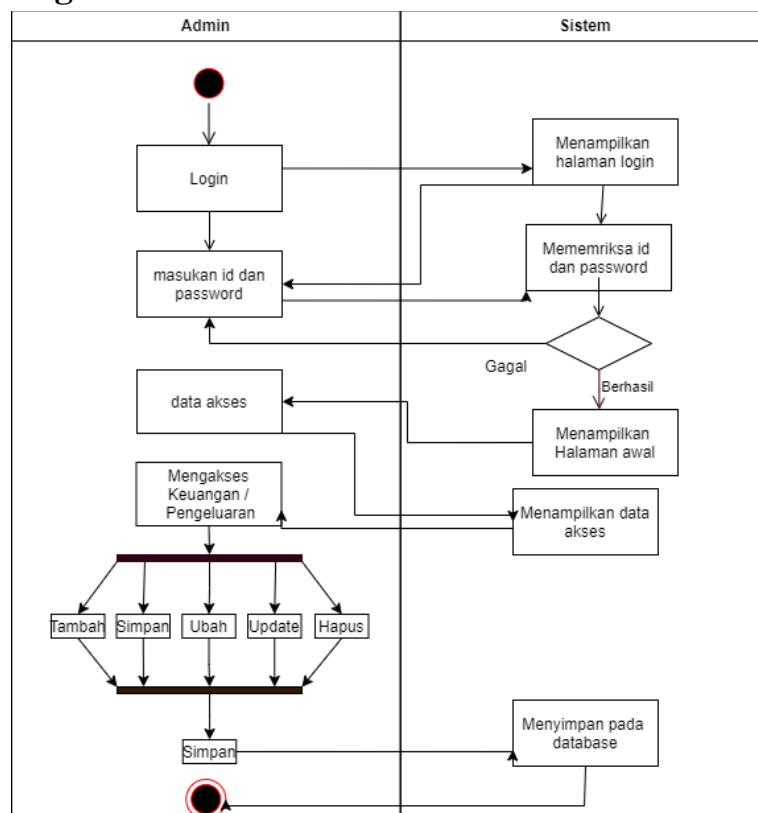 Admin
Sistem
Login
Menampilkan
halaman login
masukan id dan
password
Mememriksa id
dan password
Gagal
Berhasil
data akses
Menampilkan
Halaman awal
Mengakses
Keuangan /
Pengeluaran
Menampilkan data
akses
Tambah
Simpan
Ubah
Update
Hapus
Simpan
Menyimpan pada
database